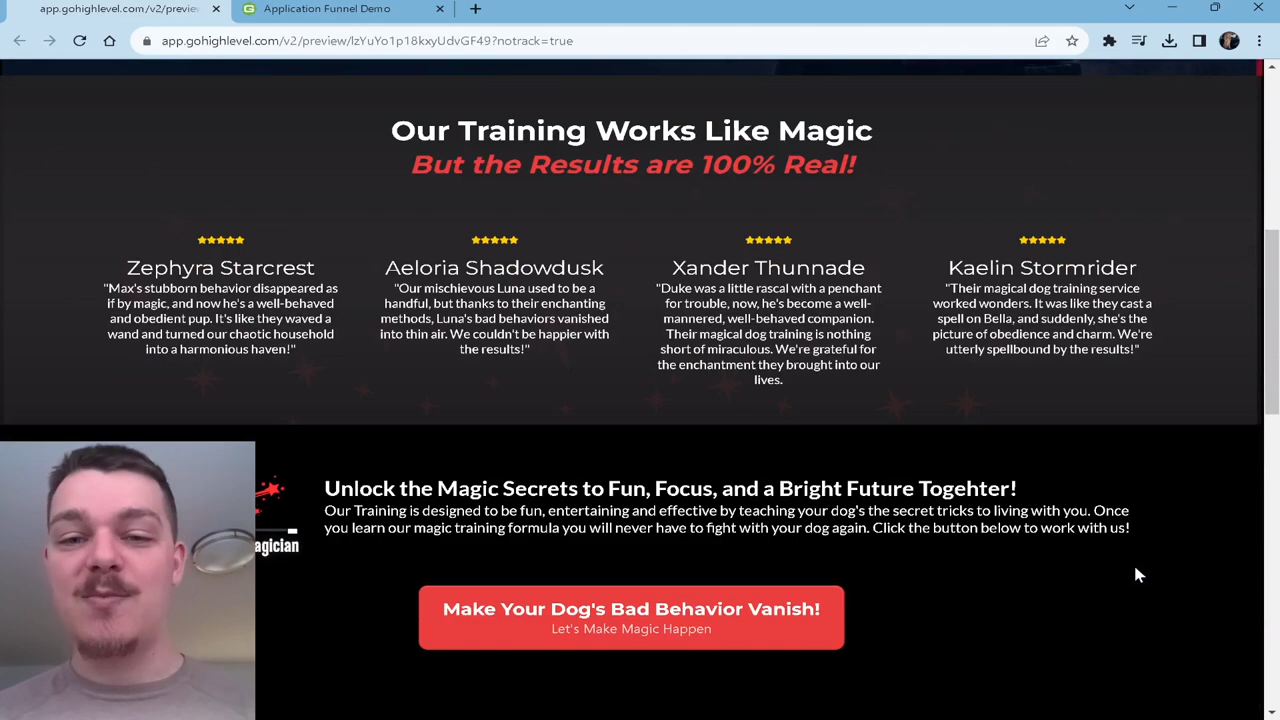 app.gohighlevel.com/v2/previe
Application Funnel Demo
app.gohighlevel.com/v2/preview/lzYuYo1p18kxyUdvGF49?notrack=true
Our Training Works Like Magic
But the Results are 100% Real!
Zephyra Starcrest
"Max's stubborn behavior disappeared as
if by magic, and now he's a well-behaved
and obedient pup. It's like they waved a
wand and turned our chaotic household
into a harmonious haven!"
Aeloria Shadowdusk
"Our mischievous Luna used to be a
handful, but thanks to their enchanting
methods, Luna's bad behaviors vanished
into thin air. We couldn't be happier with
the results!"
Xander Thunnade
"Duke was a little rascal with a penchant
for trouble, now, he's become a well-
mannered, well-behaved companion.
Their magical dog training is nothing
short of miraculous. We're grateful for
the enchantment they brought into our
lives.
Kaelin Stormrider
"Their magical dog training service
worked wonders. It was like they cast a
spell on Bella, and suddenly, she's the
picture of obedience and charm. We're
utterly spellbound by the results!"
agician
Unlock the Magic Secrets to Fun, Focus, and a Bright Future Togehter!
Our Training is designed to be fun, entertaining and effective by teaching your dog's the secret tricks to living with you. Once
you learn our magic training formula you will never have to fight with your dog again. Click the button below to work with us!
Make Your Dog's Bad Behavior Vanish!
Let's Make Magic Happen